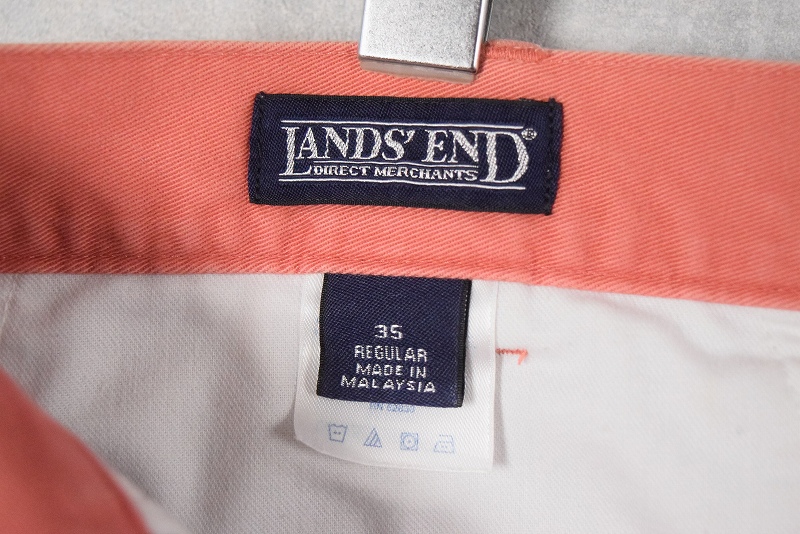 LANDS' END®
DIRECT MERCHANTS
35
REGULAR
MADE IN
MALAYSIA